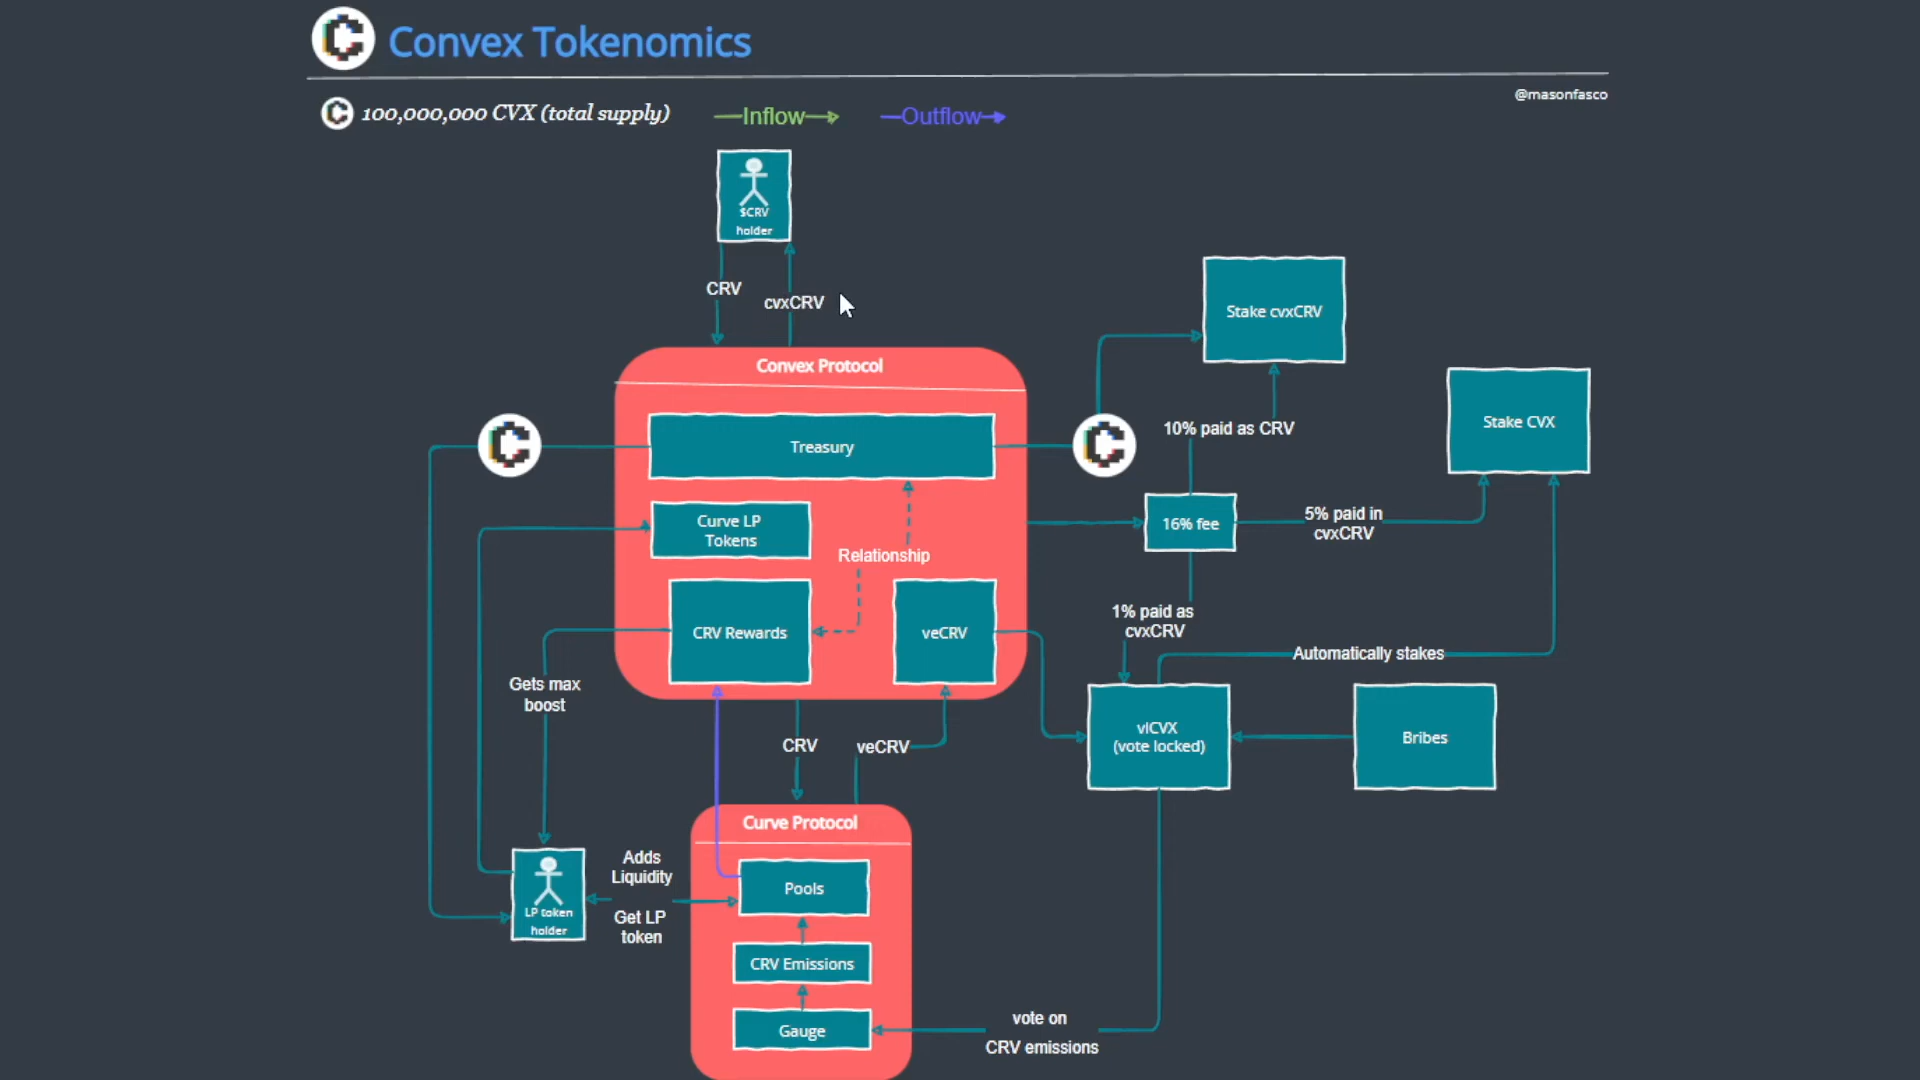 Convex Tokenomics
@masonfasco
100,000,000 CVX (total supply)
Inflow
Outflow
$CRV
holder
CRV
cvxCRV
Stake cvxCRV
Convex Protocol
Stake CVX
Treasury
10% paid as CRV
Curve LP
Tokens
16% fee
5% paid in
cvxCRV
Relationship
CRV Rewards
veCRV
1% paid as
cvxCRV
Automatically stakes
Gets max
boost
CRV
veCRV
vlCVX
(vote locked)
Bribes
Curve Protocol
Adds
Liquidity
Pools
LP token
holder
Get LP
token
CRV Emissions
Gauge
vote on
CRV emissions